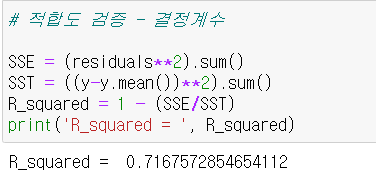 # 적합도 검증 - 결정계수
SSE = (residuals**2).sum()
SST = ((y-y.mean())**2).sum()
R_squared = 1 - (SSE/SST)
print('R_squared = ', R_squared)
R_squared =  0.7167572854654112